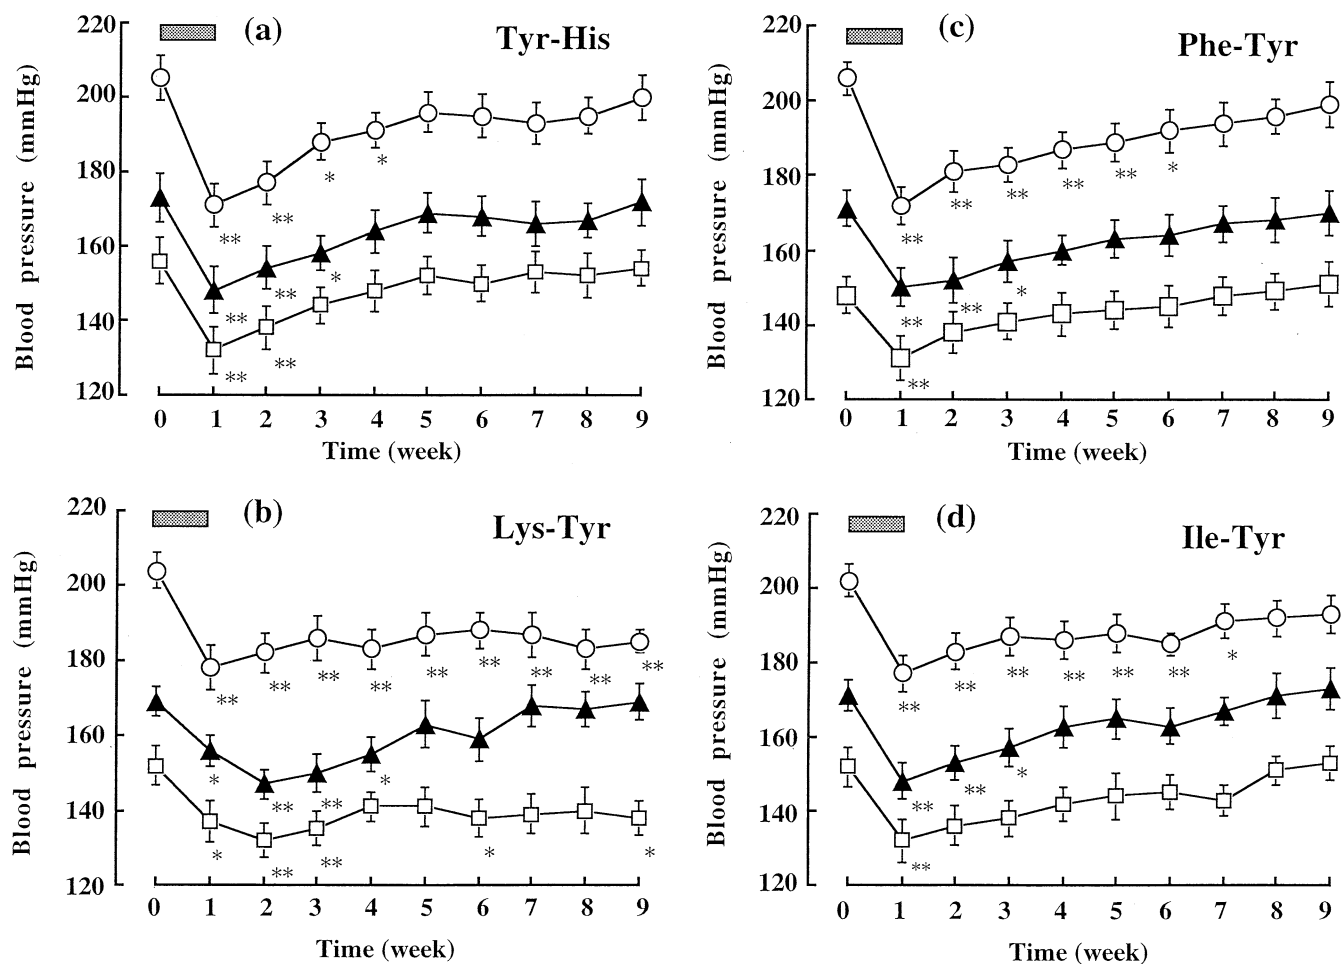 (a)
Tyr-His
Blood pressure (mmHg)
220
200
180
160
140
120
** ** * *
** ** *
** **
0 1 2 3 4 5 6 7 8 9
Time (week)
(c)
Phe-Tyr
Blood pressure (mmHg)
220
200
180
160
140
120
** ** ** ** ** *
** ** *
**
0 1 2 3 4 5 6 7 8 9
Time (week)
(b)
Lys-Tyr
Blood pressure (mmHg)
220
200
180
160
140
120
** ** ** ** ** ** ** ** **
* ** ** *
* ** ** * *
0 1 2 3 4 5 6 7 8 9
Time (week)
(d)
Ile-Tyr
Blood pressure (mmHg)
220
200
180
160
140
120
** ** ** ** ** ** *
** ** *
**
0 1 2 3 4 5 6 7 8 9
Time (week)